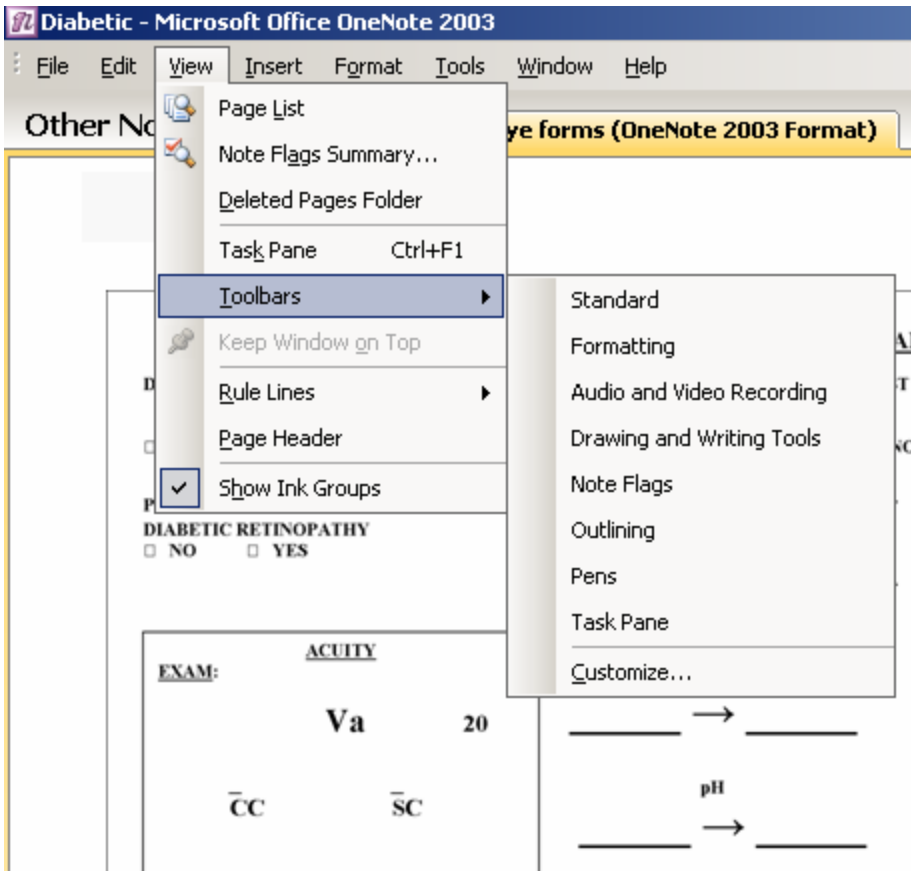 Diabetic - Microsoft Office OneNote 2003
File Edit View Insert Format Tools Window Help
Other No
ye forms (OneNote 2003 Format)
Page List
Note Flags Summary...
Deleted Pages Folder
Task Pane Ctrl+F1
Toolbars
Keep Window on Top
Rule Lines
Page Header
Show Ink Groups
Standard
Formatting
Audio and Video Recording
Drawing and Writing Tools
Note Flags
Outlining
Pens
Task Pane
Customize...
DIABETIC RETINOPATHY
□ NO □ YES
ACUITY
EXAM:
Va 20
C̅C S̅C
→
pH
→